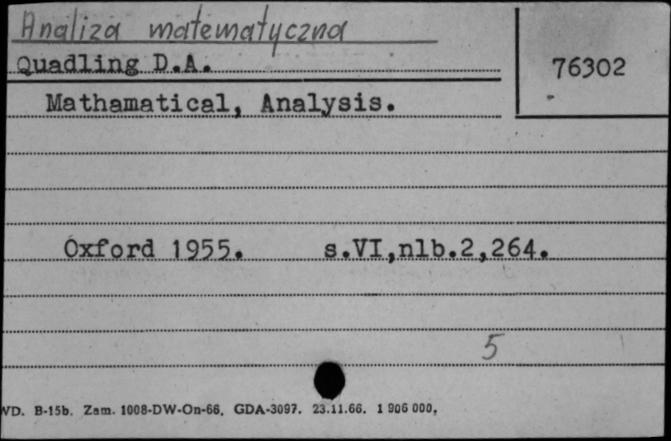 Analiza matematyczna
Quadling D.A.
76302
Mathamatical, Analysis.
Oxford 1955. s.VI,nlb.2,264.
5
WD. B-15b. Zam. 1008-DW-On-66. GDA-3097. 23.11.66. 1 906 000.